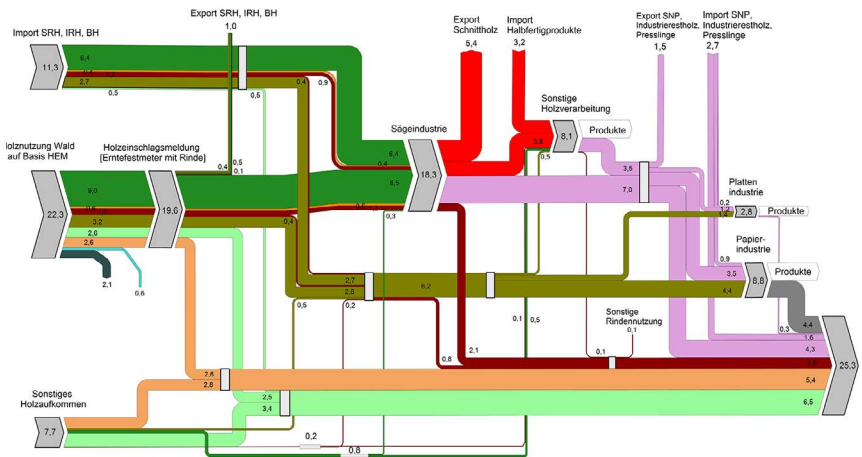 Export SRH, IRH, BH
1,0
Import SRH, IRH, BH
11,3
6,4
2,7
0,5
0,5
0,4
0,9
Export
Schnittholz
5,4
Import
Halbfertigprodukte
3,2
Export SNP,
Industrierestholz,
Presslinge
1,5
Import SNP,
Industrierestholz,
Presslinge
2,7
Sonstige
Holzverarbeitung
8,1
Produkte
0,5
3,5
7,0
Holznutzung Wald
auf Basis HEM
22,3
Holzeinschlagsmeldung
[Erntefestmeter mit Rinde]
19,6
0,5
0,1
9,0
3,2
2,0
2,6
2,1
0,6
Sägeindustrie
18,3
6,4
0,4
8,5
0,3
0,4
Platten
industrie
2,8
Produkte
0,2
1,4
Papier-
industrie
8,8
Produkte
0,9
3,5
4,4
2,7
2,8
6,2
0,5
0,2
0,1
0,5
0,8
2,1
Sonstige
Rindennutzung
0,1
0,1
0,3
4,4
1,6
4,3
25,3
5,4
6,5
2,6
2,8
2,5
3,4
Sonstiges
Holzaufkommen
7,7
0,2
0,8